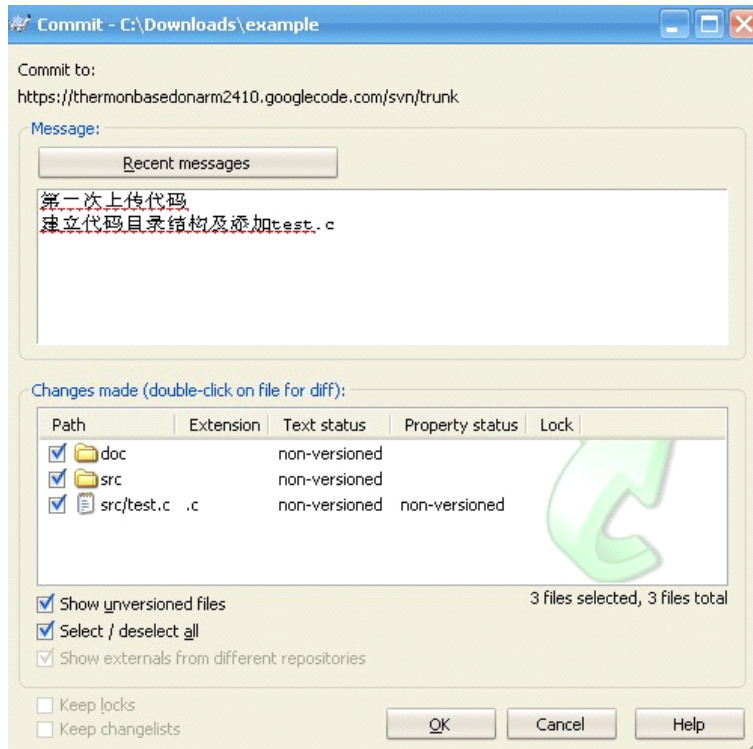 Commit - C:\Downloads\example
Commit to:
https://thermonbasedonarm2410.googlecode.com/svn/trunk
Message:
Recent messages
第一次上传代码
建立代码目录结构及添加test.c
Changes made (double-click on file for diff):
Path Extension Text status Property status Lock
doc non-versioned
src non-versioned
src/test.c .c non-versioned non-versioned
Show unversioned files 3 files selected, 3 files total
Select / deselect all
Show externals from different repositories
Keep locks
Keep changelists OK Cancel Help